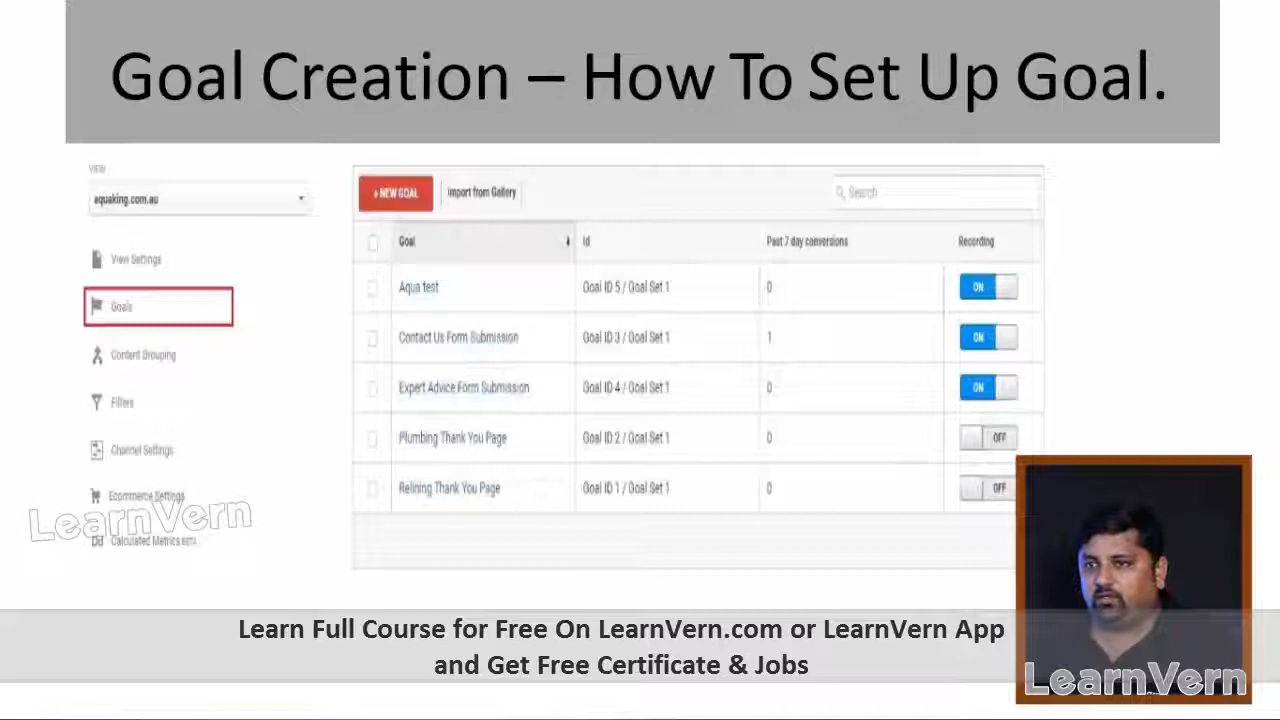 Goal Creation – How To Set Up Goal.
VIEW
aquaking.com.au
+ NEW GOAL
Import from Gallery
Search
View Settings
Goals
Content Grouping
Filters
Channel Settings
Ecommerce Settings
Calculated Metrics BETA
Goal Id Past 7 day conversions Recording
Aqua test Goal ID 5 / Goal Set 1 0 ON
Contact Us Form Submission Goal ID 3 / Goal Set 1 1 ON
Expert Advice Form Submission Goal ID 4 / Goal Set 1 0 ON
Plumbing Thank You Page Goal ID 2 / Goal Set 1 0 OFF
Relining Thank You Page Goal ID 1 / Goal Set 1 0 OFF
LearnVern
Learn Full Course for Free On LearnVern.com or LearnVern App
and Get Free Certificate & Jobs
LearnVern